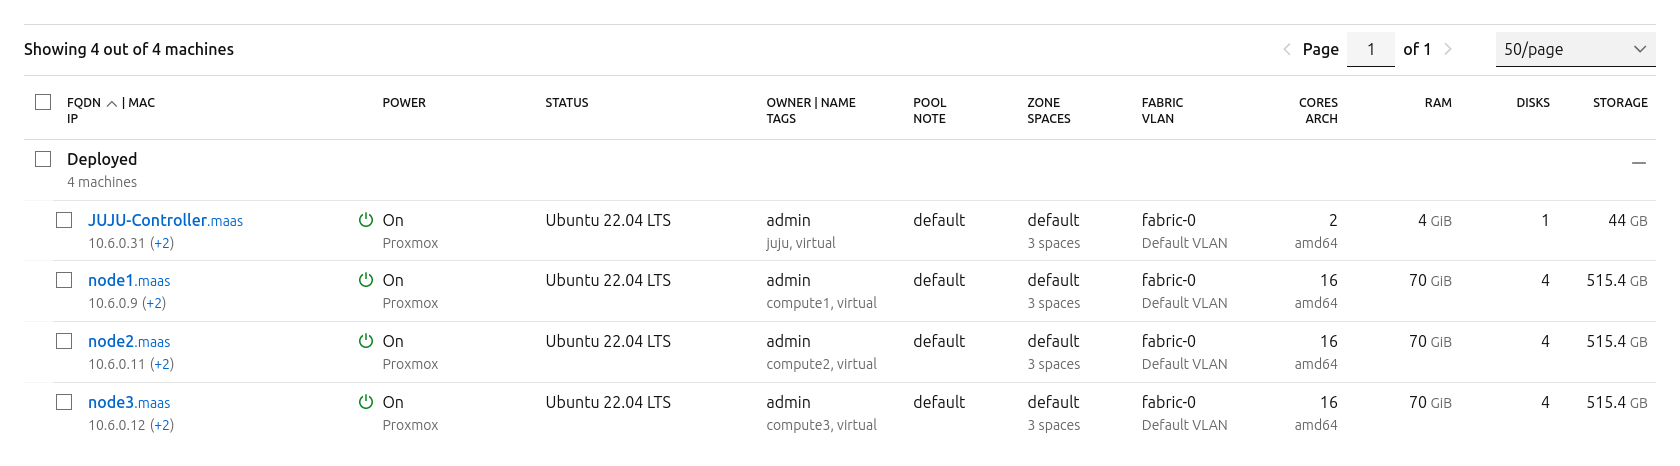 Showing 4 out of 4 machines Page 1 of 1 50/page
FQDN | MAC POWER STATUS OWNER | NAME POOL ZONE FABRIC CORES RAM DISKS STORAGE
IP TAGS NOTE SPACES VLAN ARCH
Deployed
4 machines
JUJU-Controller.maas On Ubuntu 22.04 LTS admin default default fabric-0 2 4 GiB 1 44 GB
10.6.0.31 (+2) Proxmox juju, virtual 3 spaces Default VLAN amd64
node1.maas On Ubuntu 22.04 LTS admin default default fabric-0 16 70 GiB 4 515.4 GB
10.6.0.9 (+2) Proxmox compute1, virtual 3 spaces Default VLAN amd64
node2.maas On Ubuntu 22.04 LTS admin default default fabric-0 16 70 GiB 4 515.4 GB
10.6.0.11 (+2) Proxmox compute2, virtual 3 spaces Default VLAN amd64
node3.maas On Ubuntu 22.04 LTS admin default default fabric-0 16 70 GiB 4 515.4 GB
10.6.0.12 (+2) Proxmox compute3, virtual 3 spaces Default VLAN amd64